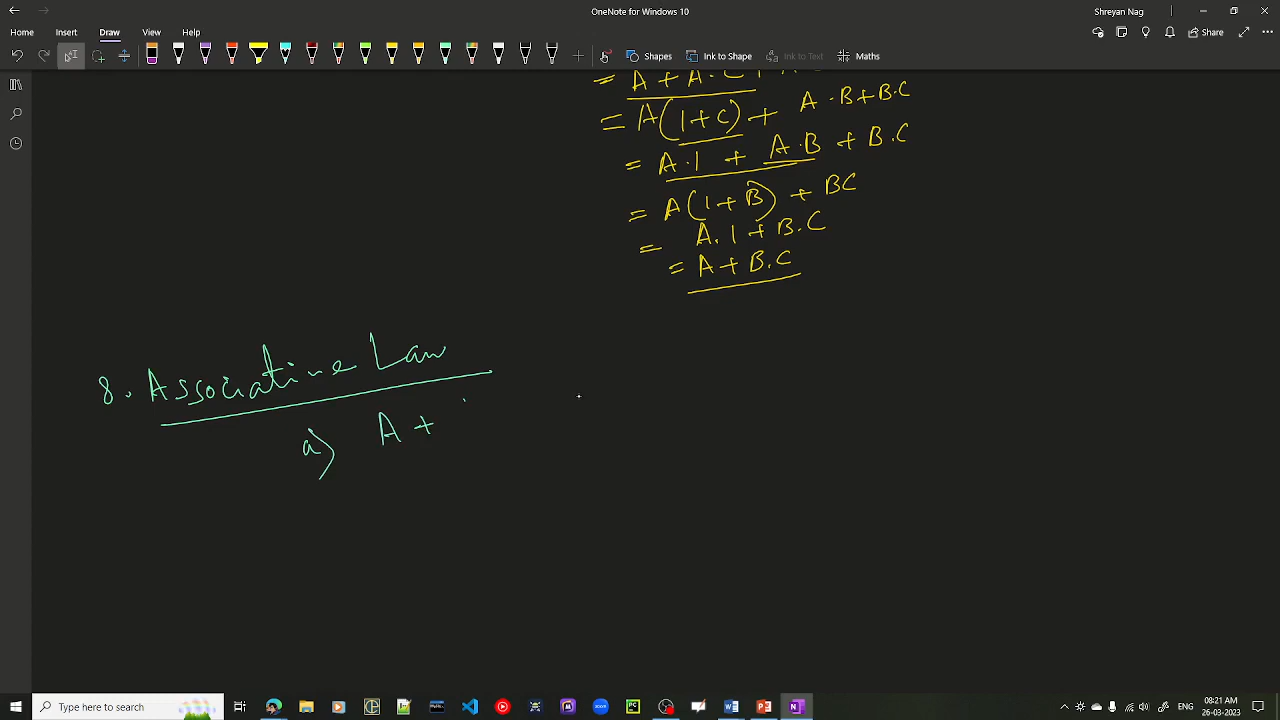 OneNote for Windows 10
Shreyan Nag
Home Insert Draw View Help
Share
Shapes Ink to Shape Ink to Text Maths
= A + A·C +
= A(1+C) + A·B+B·C
= A·1 + A·B + B·C
= A(1+B) + BC
= A·1+B·C
= A+B·C
8. Associative Law
a) A +
Type here to search
ENG
08:21 AM
26-03-2023